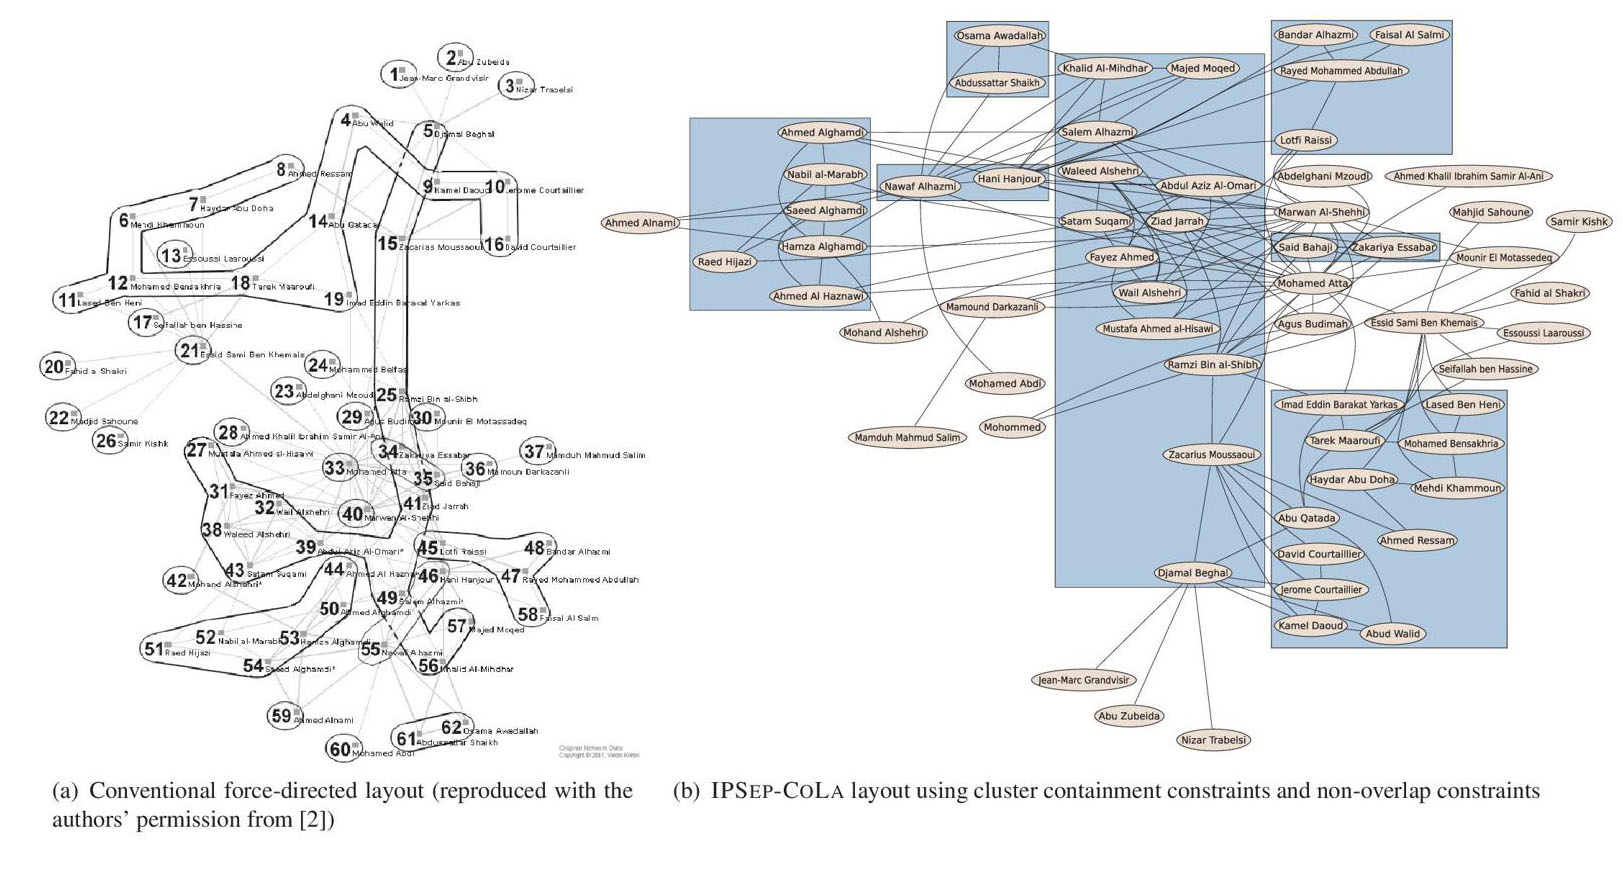 1 Jean-Marc Grandvisir
2 Abu Zubeida
3 Nizar Trabelsi
4 Abu Walid
5 Djamal Beghal
6 Mehdi Khammoun
7 Haydar Abu Doha
8 Ahmed Ressam
9 Kamel Daoud
10 Jerome Courtaillier
11 Lased Ben Heni
12 Mohamed Bensakhria
13 Essoussi Laaroussi
14 Abu Qatada
15 Zacarias Moussaoui
16 David Courtaillier
17 Seifallah ben Hassine
18 Tarek Maaroufi
19 Imad Eddin Barakat Yarkas
20 Fahid a Shakri
21 Essid Sami Ben Khemais
22 Madjid Sahoune
23 Abdelghani Mzoudi
24 Mohammed Belfas
25 Ramzi Bin al-Shibh
26 Samir Kishk
27 Mustafa Ahmed al-Hisawi
28 Ahmed Khalil Ibrahim Samir Al-Ani
29 Agus Budiman
30 Mounir El Motassadeq
31 Fayez Ahmed
32 Wail Alshehri
33 Mohamed Atta
34 Zakariya Essabar
35 Said Bahaji
36 Mamoun Darkazanli
37 Mamduh Mahmud Salim
38 Waleed Alshehri
39 Abdul Aziz Al-Omari*
40 Marwan Al-Shehhi
41 Ziad Jarrah
42 Mohand Alshehri*
43 Satam Suqami
44 Ahmed Al Haznawi
45 Lotfi Raissi
46 Hani Hanjour
47 Rayed Mohammed Abdullah
48 Bandar Alhazmi
49 Salem Alhazmi*
50 Ahmed Alghamdi
51 Raed Hijazi
52 Nabil al-Marabh
53 Hamza Alghamdi
54 Saeed Alghamdi*
55 Nawaf Alhazmi
56 Khalid Al-Mihdhar
57 Majed Moqed
58 Faisal Al Salmi
59 Ahmed Alnami
60 Mohamed Abdi
61 Abdussattar Shaikh
62 Osama Awadallah
Original Network Data
Copyright © 2001, Valdis Krebs
(a) Conventional force-directed layout (reproduced with the
authors’ permission from [2])
Osama Awadallah
Abdussattar Shaikh
Khalid Al-Mihdhar
Majed Moqed
Bandar Alhazmi
Faisal Al Salmi
Rayed Mohammed Abdullah
Lotfi Raissi
Ahmed Alghamdi
Nabil al-Marabh
Saeed Alghamdi
Hamza Alghamdi
Raed Hijazi
Ahmed Al Haznawi
Ahmed Alnami
Nawaf Alhazmi
Hani Hanjour
Salem Alhazmi
Waleed Alshehri
Abdul Aziz Al-Omari
Satam Suqami
Ziad Jarrah
Fayez Ahmed
Wail Alshehri
Mustafa Ahmed al-Hisawi
Abdelghani Mzoudi
Ahmed Khalil Ibrahim Samir Al-Ani
Marwan Al-Shehhi
Mahjid Sahoune
Samir Kishk
Said Bahaji
Zakariya Essabar
Mounir El Motassedeq
Mohamed Atta
Fahid al Shakri
Mamound Darkazanli
Mohand Alshehri
Agus Budimah
Essid Sami Ben Khemais
Essoussi Laaroussi
Ramzi Bin al-Shibh
Seifallah ben Hassine
Mohamed Abdi
Mohommed
Mamduh Mahmud Salim
Imad Eddin Barakat Yarkas
Lased Ben Heni
Tarek Maaroufi
Mohamed Bensakhria
Zacarius Moussaoui
Haydar Abu Doha
Mehdi Khammoun
Abu Qatada
Ahmed Ressam
David Courtaillier
Djamal Beghal
Jerome Courtaillier
Kamel Daoud
Abud Walid
Jean-Marc Grandvisir
Abu Zubeida
Nizar Trabelsi
(b) IPSEP-COLA layout using cluster containment constraints and non-overlap constraints